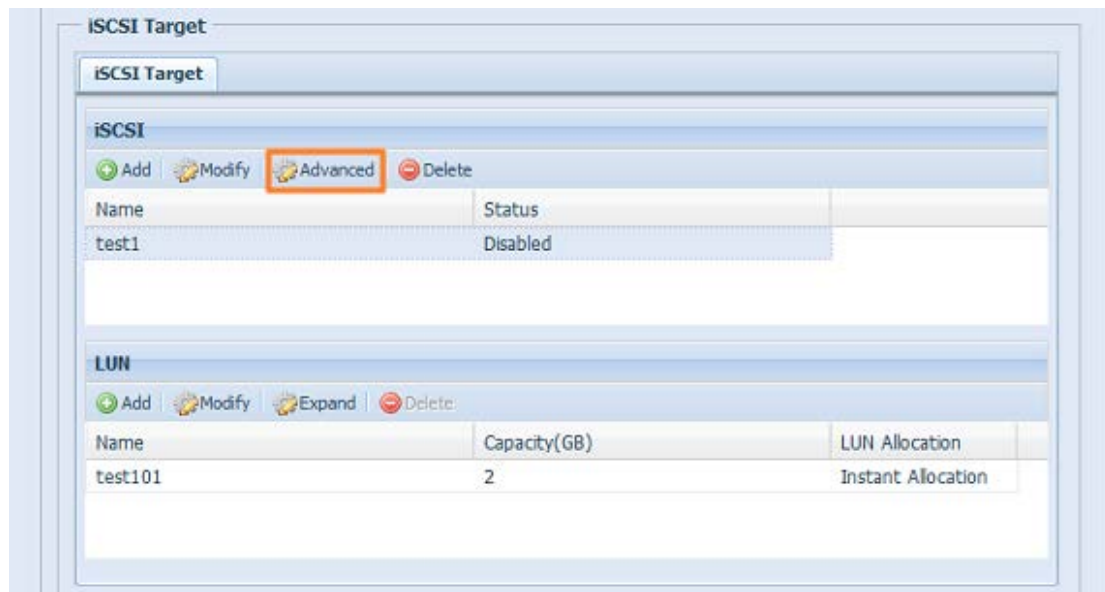 iSCSI Target
iSCSI Target
iSCSI
Add Modify Advanced Delete
Name Status
test1 Disabled
LUN
Add Modify Expand Delete
Name Capacity(GB) LUN Allocation
test101 2 Instant Allocation